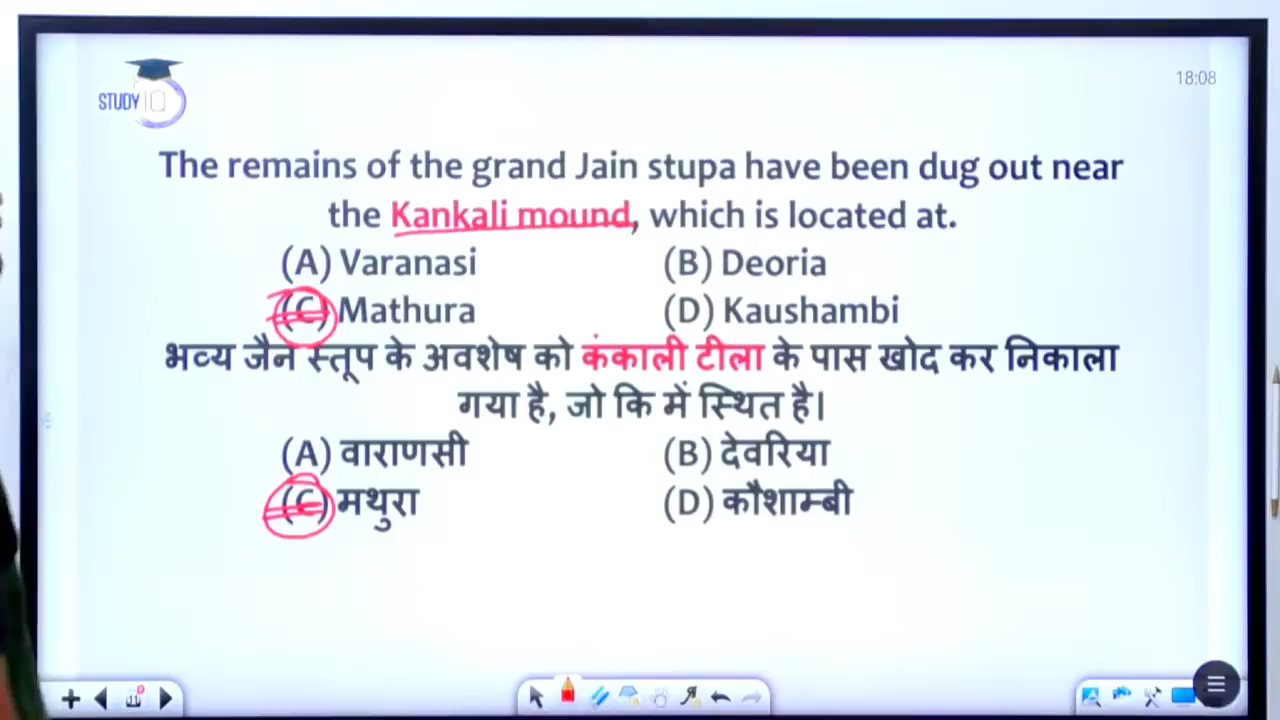 STUDY IQ
18:08
The remains of the grand Jain stupa have been dug out near
the Kankali mound, which is located at.
(A) Varanasi (B) Deoria
(C) Mathura (D) Kaushambi
भव्य जैन स्तूप के अवशेष को कंकाली टीला के पास खोद कर निकाला
गया है, जो कि में स्थित है।
(A) वाराणसी (B) देवरिया
(C) मथुरा (D) कौशाम्बी